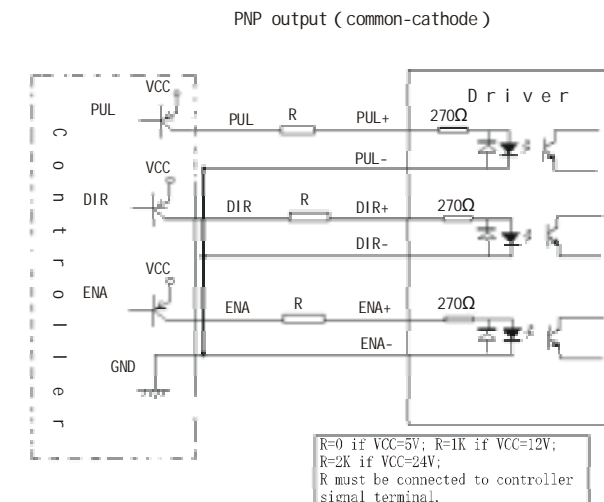 PNP output (common-cathode)
Controller
Driver
VCC
PUL
PUL
R
PUL+
270Ω
PUL-
VCC
DIR
DIR
R
DIR+
270Ω
DIR-
VCC
ENA
ENA
R
ENA+
270Ω
ENA-
GND
R=0 if VCC=5V; R=1K if VCC=12V;
R=2K if VCC=24V;
R must be connected to controller
signal terminal.